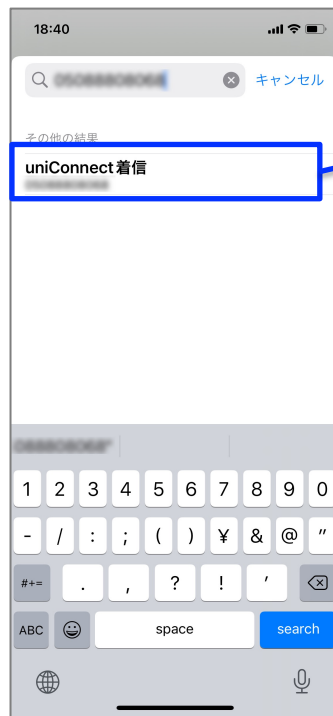 18:40
キャンセル
その他の結果
uniConnect着信
1 2 3 4 5 6 7 8 9 0
- / : ; ( ) ¥ & @ "
#+= . , ? ! ′
ABC space search